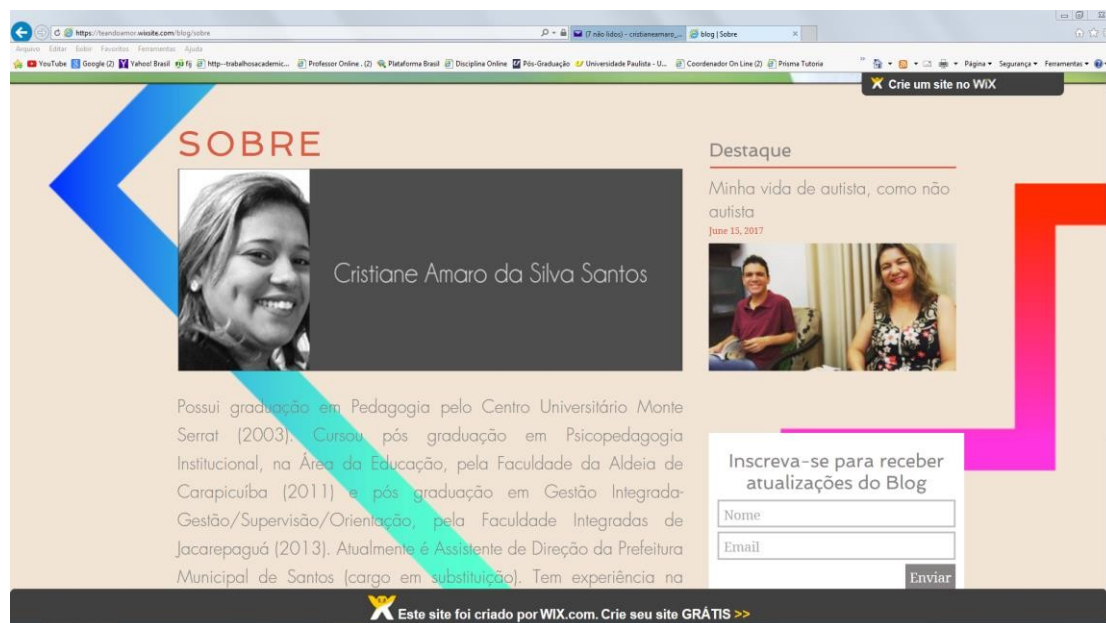 https://teandoamor.wixsite.com/blog/sobre
(7 não lidos) - cristianeamaro_...
blog | Sobre
Arquivo Editar Exibir Favoritos Ferramentas Ajuda
YouTube Google (2) Yahoo! Brasil fij http--trabalhosacademic... Professor Online . (2) Plataforma Brasil Disciplina Online Pós-Graduação Universidade Paulista - U... Coordenador On Line (2) Prisma Tutoria
Página Segurança Ferramentas
Crie um site no WiX
SOBRE
Cristiane Amaro da Silva Santos
Possui graduação em Pedagogia pelo Centro Universitário Monte
Serrat (2003). Cursou pós graduação em Psicopedagogia
Institucional, na Área da Educação, pela Faculdade da Aldeia de
Carapicuíba (2011) e pós graduação em Gestão Integrada-
Gestão/Supervisão/Orientação, pela Faculdade Integradas de
Jacarepaguá (2013). Atualmente é Assistente de Direção da Prefeitura
Municipal de Santos (cargo em substituição). Tem experiência na
Destaque
Minha vida de autista, como não
autista
June 15, 2017
Inscreva-se para receber
atualizações do Blog
Nome
Email
Enviar
Este site foi criado por WIX.com. Crie seu site GRÁTIS >>